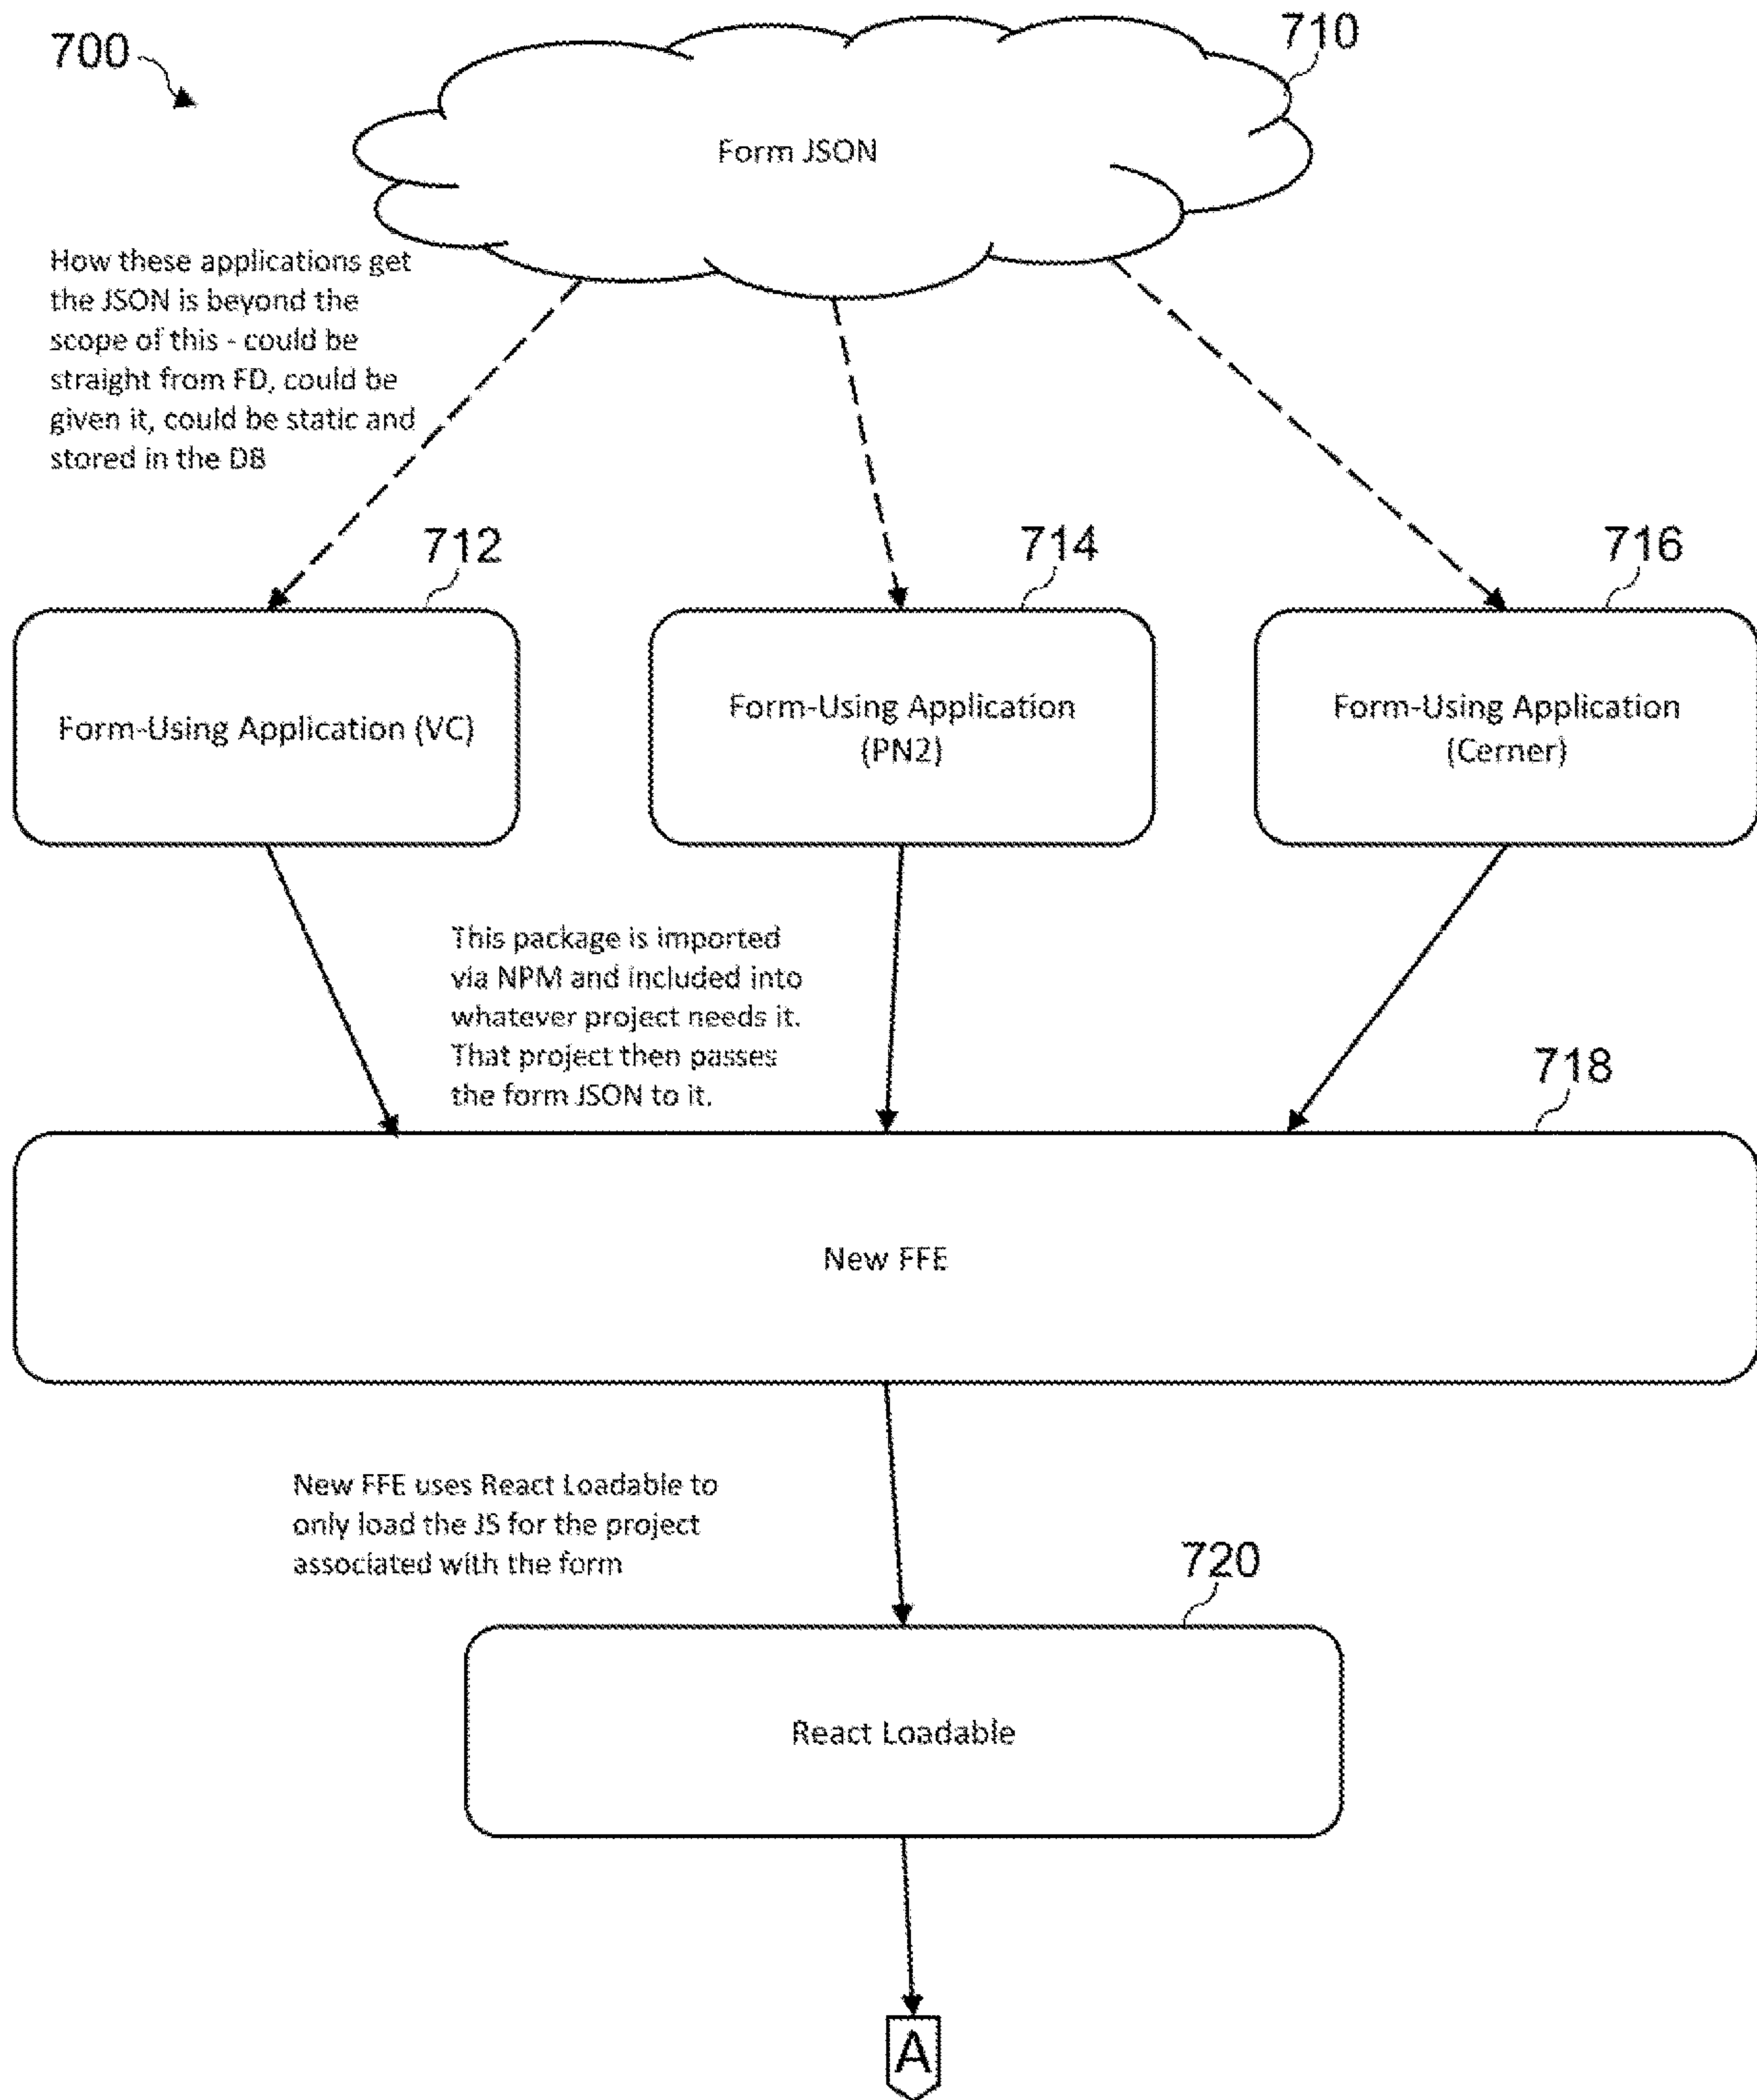 700
710
Form JSON
How these applications get
the JSON is beyond the
scope of this - could be
straight from FD, could be
given it, could be static and
stored in the DB
712
714
716
Form-Using Application (VC)
Form-Using Application
(PN2)
Form-Using Application
(Cerner)
This package is imported
via NPM and included into
whatever project needs it.
That project then passes
the form JSON to it.
718
New FFE
New FFE uses React Loadable to
only load the JS for the project
associated with the form
720
React Loadable
A